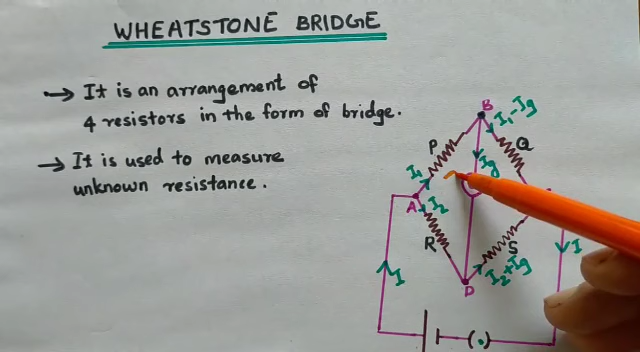 WHEATSTONE BRIDGE
→ It is an arrangement of
4 resistors in the form of bridge.
→ It is used to measure
unknown resistance.
B
I₁-Ig
P
Q
Ig
I₁
A
I₂
R
S
I₂+Ig
D
I
I
(.)